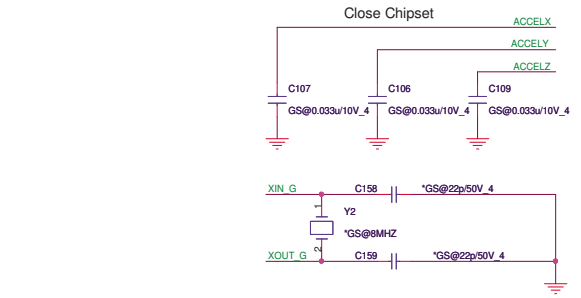 Close Chipset
ACCELX
ACCELY
ACCELZ
C107 C106 C109
GS@0.033u/10V_4 GS@0.033u/10V_4 GS@0.033u/10V_4
XIN_G C158 *GS@22p/50V_4
1
Y2
*GS@8MHZ
2
XOUT_G C159 *GS@22p/50V_4